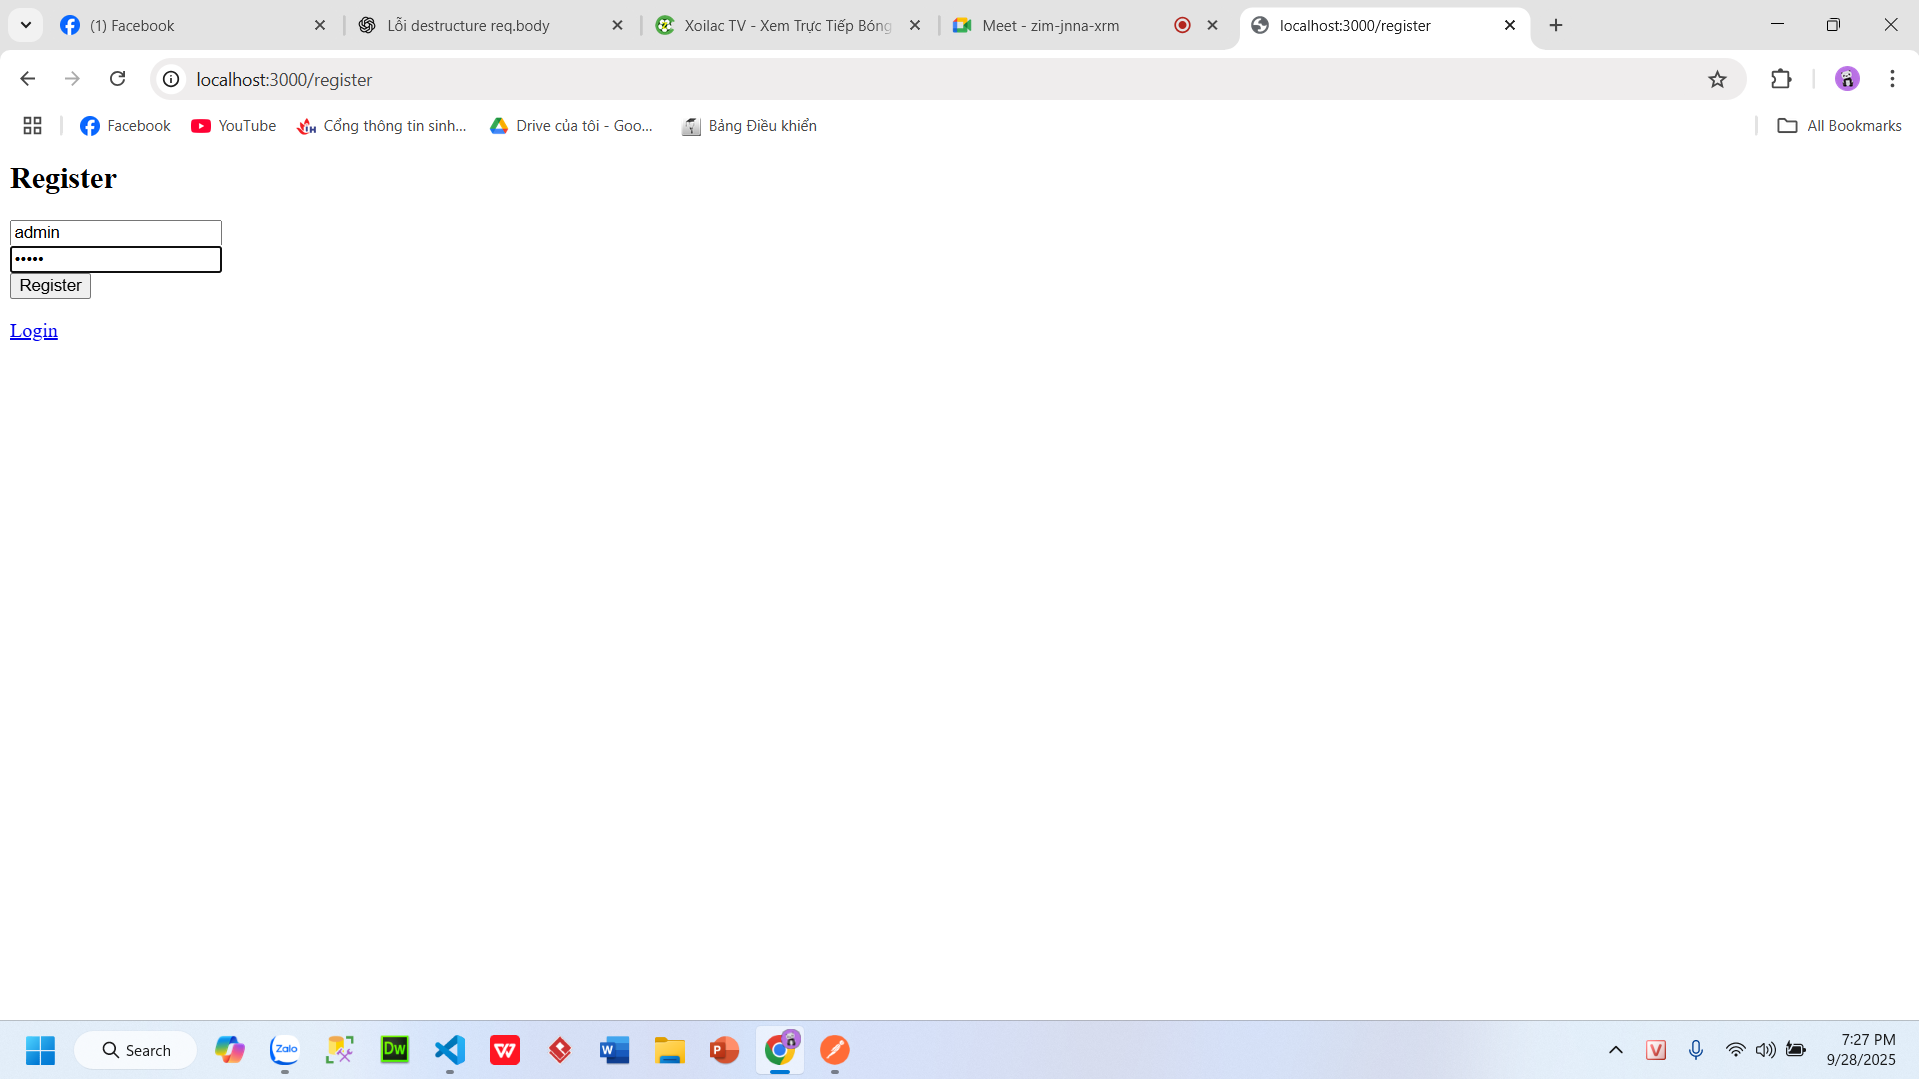 (1) Facebook
Lỗi destructure req.body
Xoilac TV - Xem Trực Tiếp Bóng
Meet - zim-jnna-xrm
localhost:3000/register
localhost:3000/register
Facebook
YouTube
Cổng thông tin sinh...
Drive của tôi - Goo...
Bảng Điều khiển
All Bookmarks
Register
admin
•••••
Register
Login
Search
Zalo
Dw
W
P
V
7:27 PM
9/28/2025